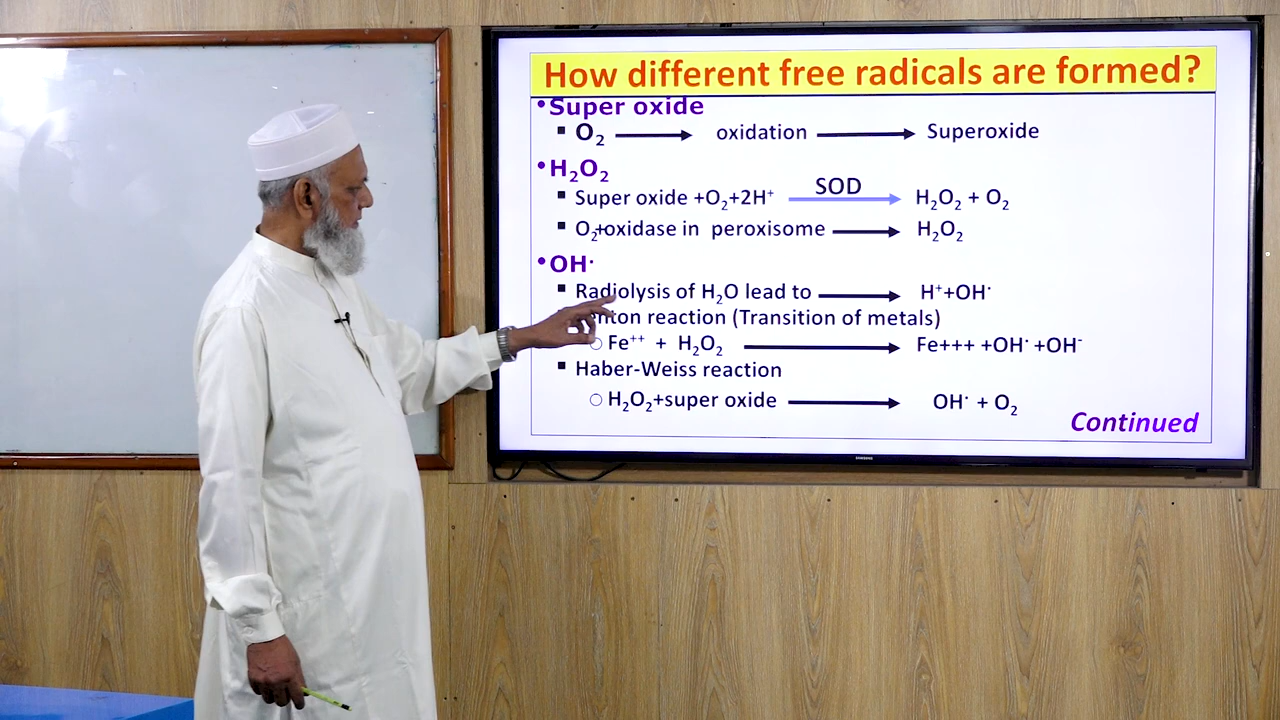 How different free radicals are formed?
•Super oxide
▪ O₂ ⟶ oxidation ⟶ Superoxide
•H₂O₂
▪ Super oxide +O₂+2H⁺ SOD ⟶ H₂O₂ + O₂
▪ O₂+oxidase in peroxisome ⟶ H₂O₂
•OH·
▪ Radiolysis of H₂O lead to ⟶ H⁺+OH·
reaction (Transition of metals)
○ Fe⁺⁺ + H₂O₂ ⟶ Fe+++ +OH· +OH⁻
▪ Haber-Weiss reaction
○ H₂O₂+super oxide ⟶ OH· + O₂
Continued
SAMSUNG